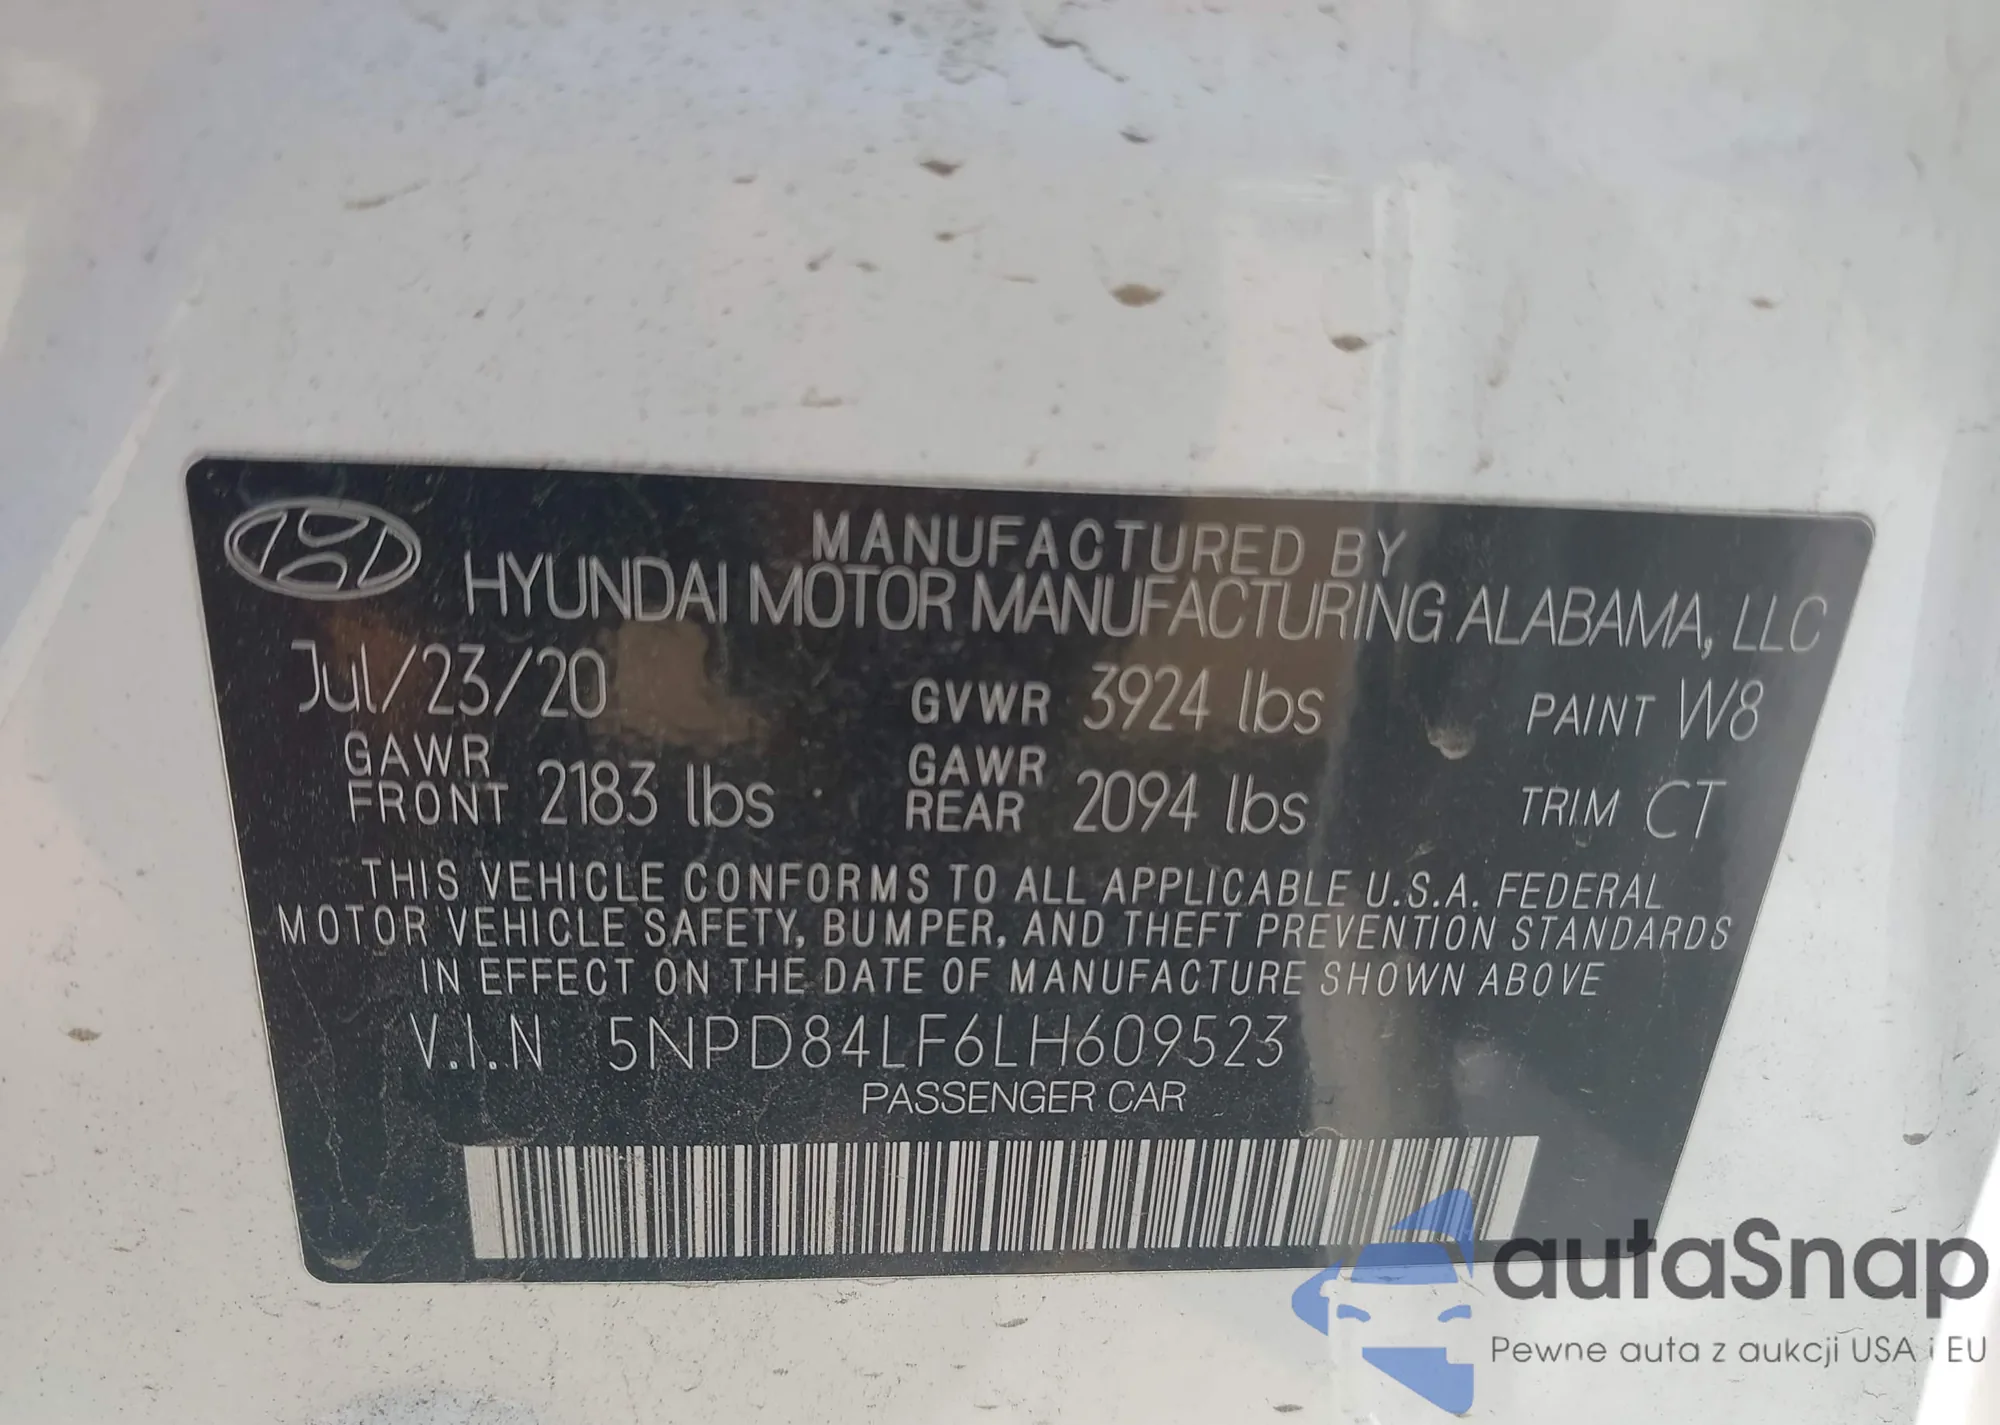 MANUFACTURED BY
HYUNDAI MOTOR MANUFACTURING ALABAMA, LLC
Jul/23/20 GVWR 3924 lbs PAINT W8
GAWR FRONT 2183 lbs GAWR REAR 2094 lbs TRIM CT
THIS VEHICLE CONFORMS TO ALL APPLICABLE U.S.A. FEDERAL
MOTOR VEHICLE SAFETY, BUMPER, AND THEFT PREVENTION STANDARDS
IN EFFECT ON THE DATE OF MANUFACTURE SHOWN ABOVE
V.I.N 5NPD84LF6LH609523
PASSENGER CAR
autaSnap
Pewne auta z aukcji USA i EU